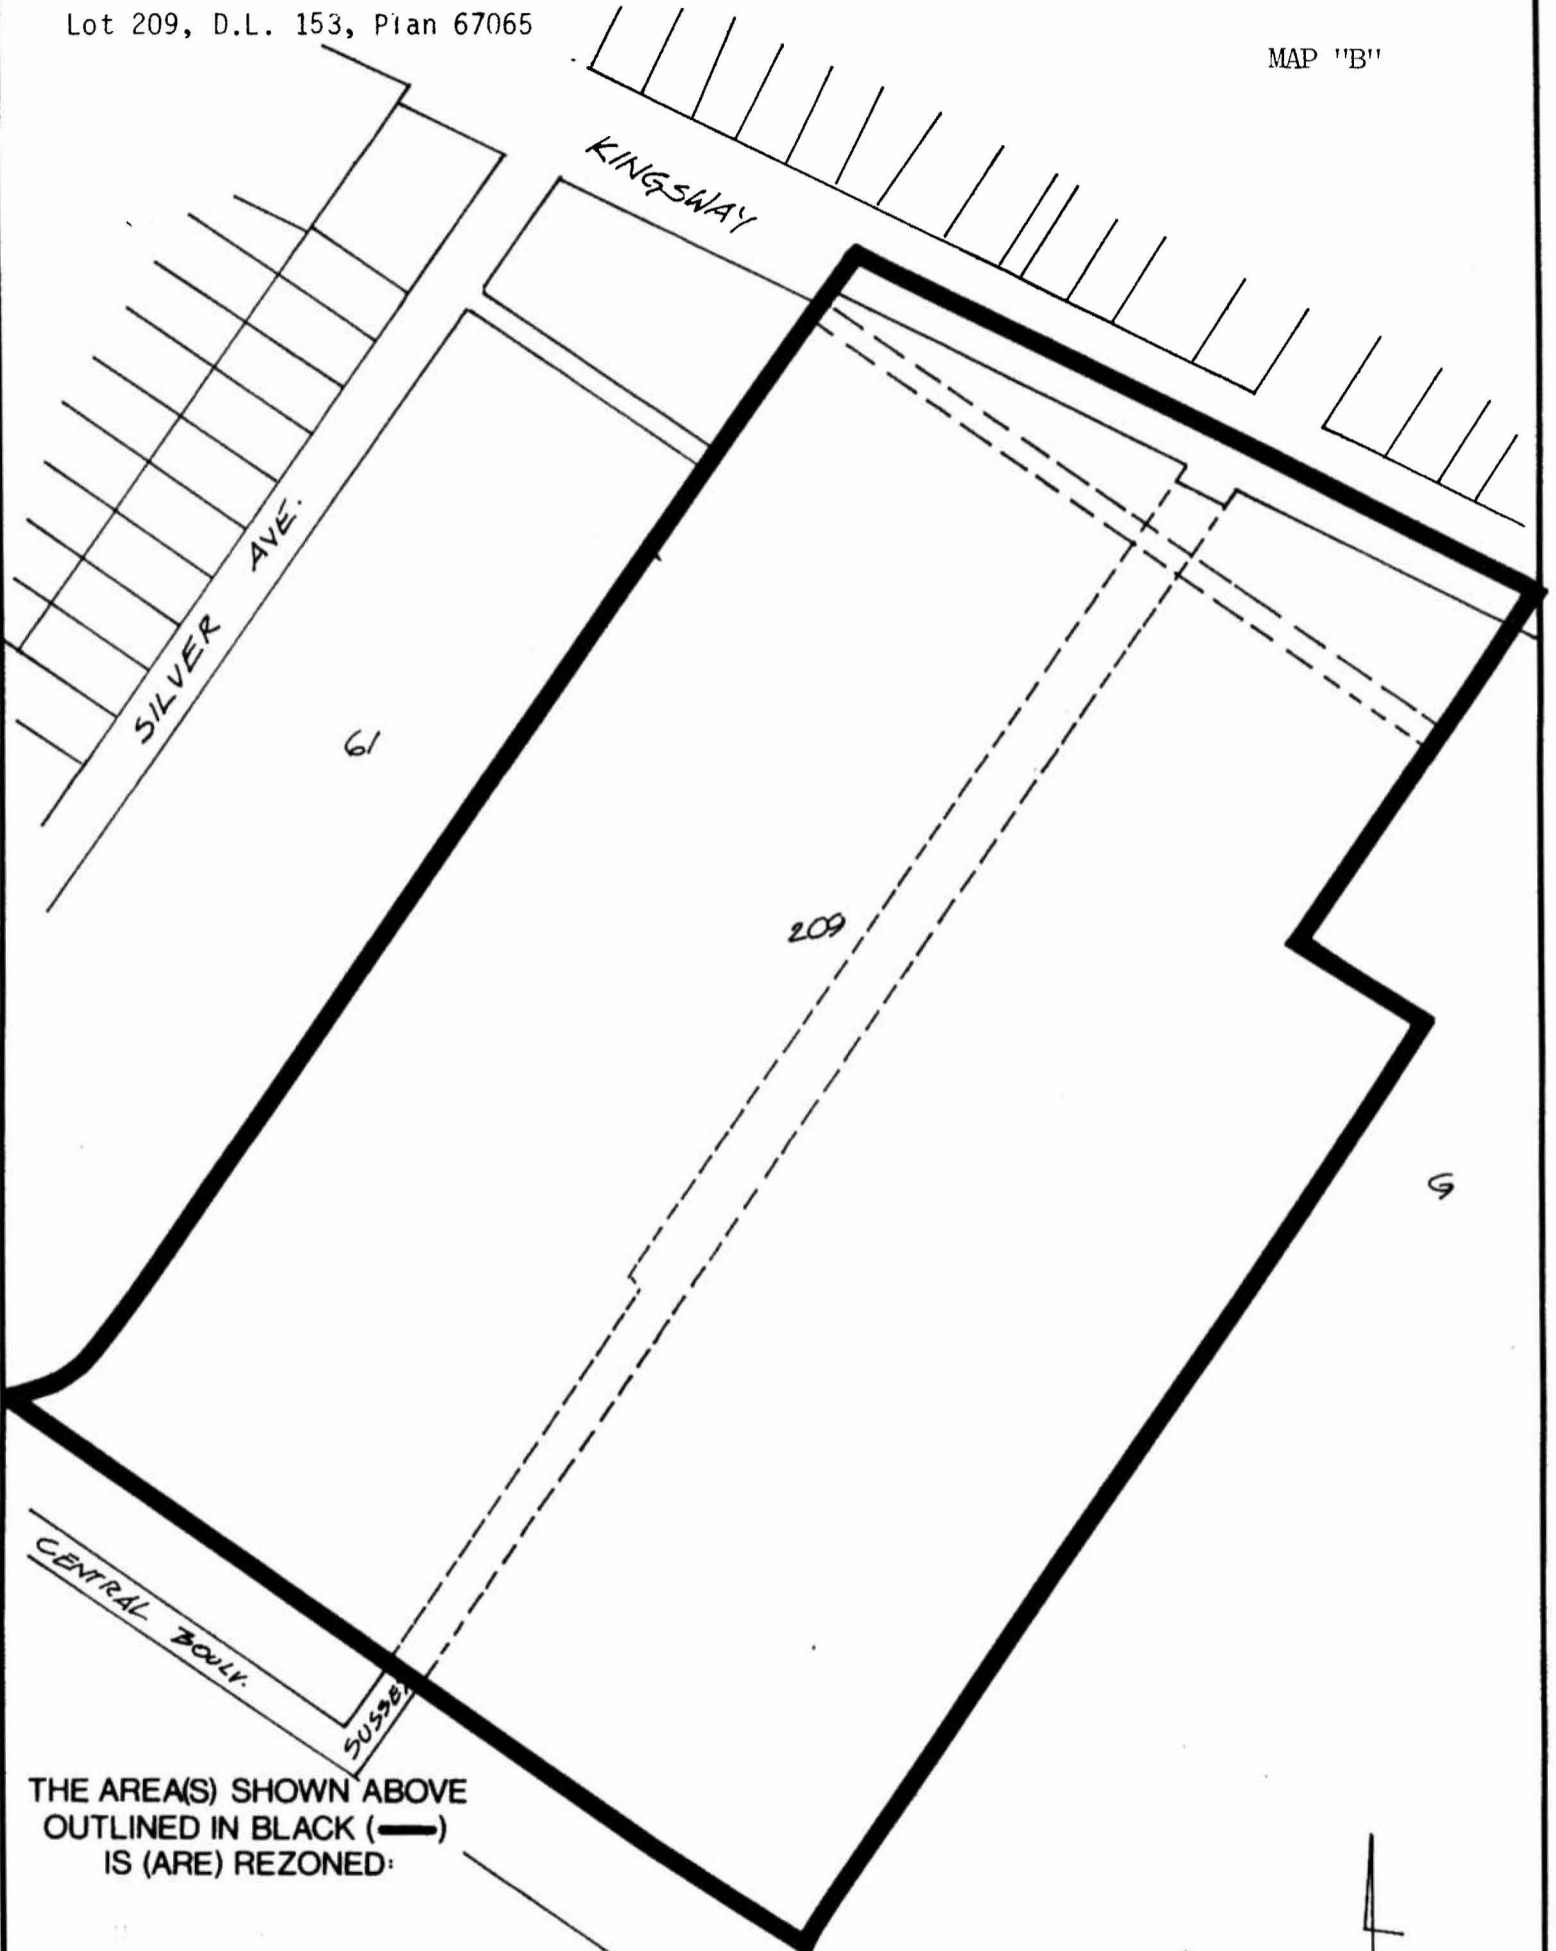 Lot 209, D.L. 153, Plan 67065
MAP "B"
KINGSWAY
SILVER AVE.
61
209
G
CENTRAL BOULV.
SUSSEX
THE AREA(S) SHOWN ABOVE
OUTLINED IN BLACK (—)
IS (ARE) REZONED: